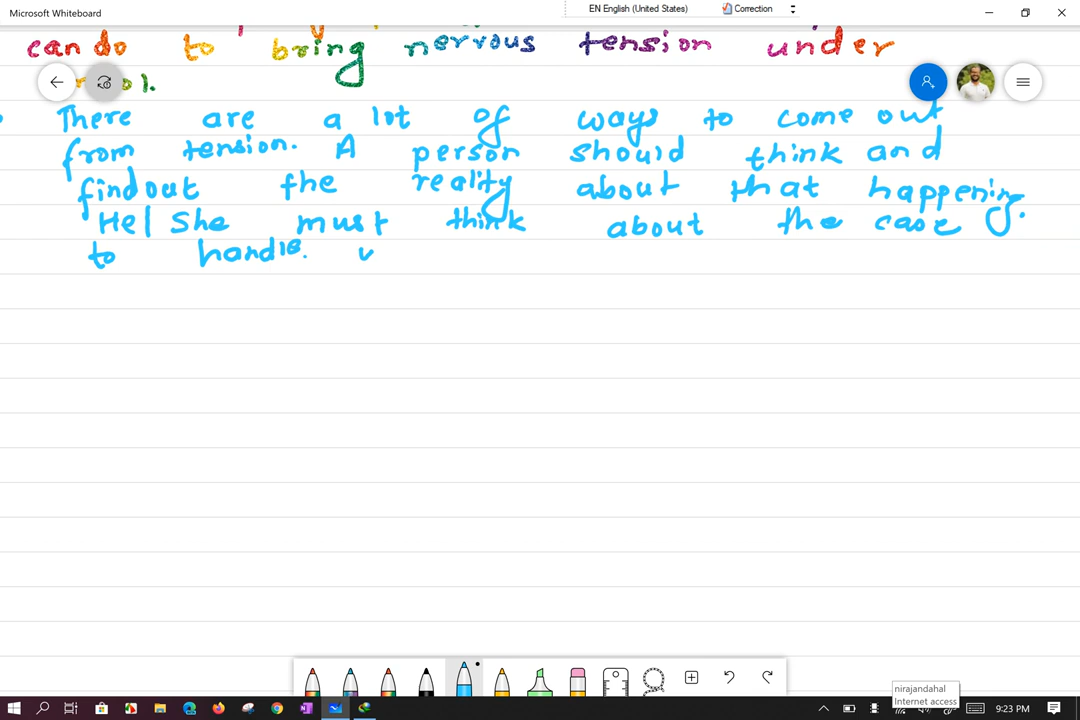 Microsoft Whiteboard
EN English (United States)
Correction
can do to bring nervous tension under
There are a lot of ways to come out
from tension. A person should think and
find out the reality about that happening.
He/She must think about the case
to handle.
nirajandahal
Internet access
9:23 PM